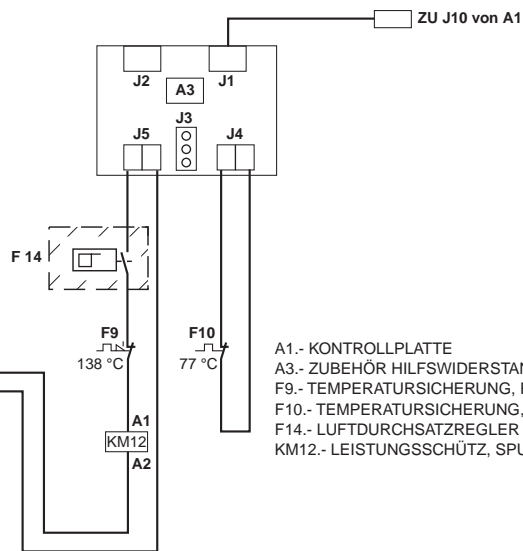 ZU J10 von A1
J2
J1
A3
J3
J5
J4
F 14
F9
138 °C
F10
77 °C
A1
KM12
A2
A1.- KONTROLLPLATTE
A3.- ZUBEHÖR HILFSWIDERSTAN
F9.- TEMPERATURSICHERUNG,
F10.- TEMPERATURSICHERUNG,
F14.- LUFTDURCHSATZREGLER
KM12.- LEISTUNGSSCHÜTZ, SPU